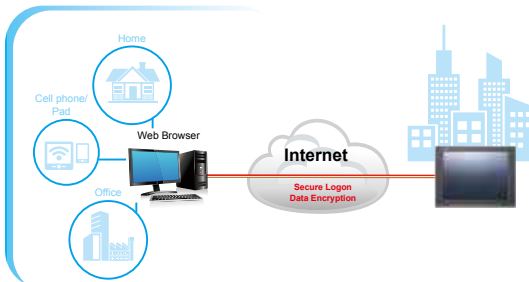 Home
Cell phone/
Pad
Web Browser
Office
Internet
Secure Logon
Data Encryption